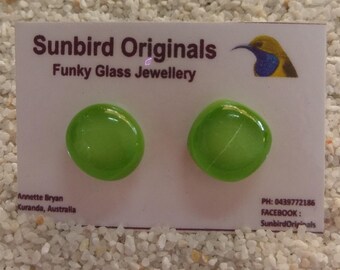 Sunbird Originals
Funky Glass Jewellery
Annette Bryan
Kuranda, Australia
PH: 0439772186
FACEBOOK :
SunbirdOriginals